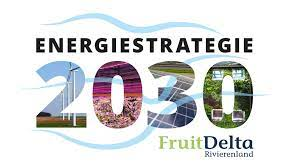 ENERGIESTRATEGIE
2030
FruitDelta
Rivierenland